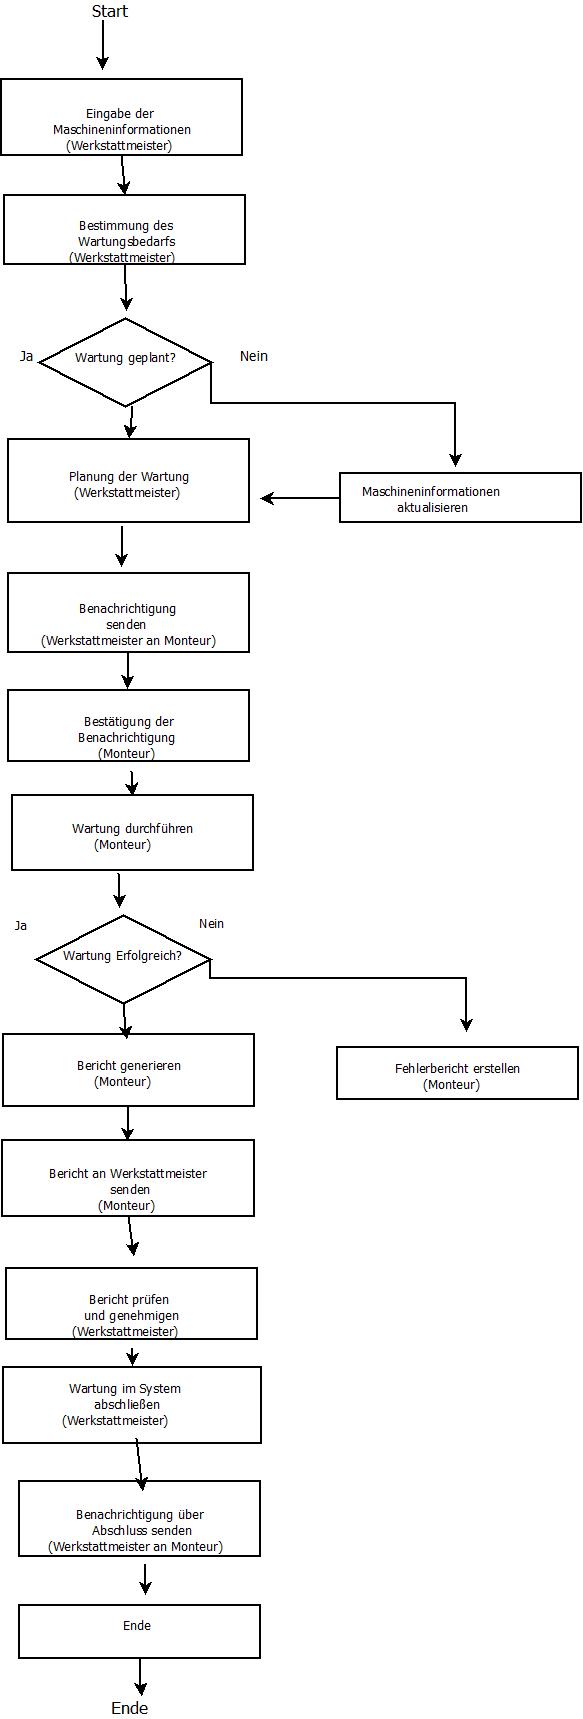 Start
Eingabe der
Maschineninformationen
(Werkstattmeister)
Bestimmung des
Wartungsbedarfs
(Werkstattmeister)
Ja
Wartung geplant?
Nein
Planung der Wartung
(Werkstattmeister)
Maschineninformationen
aktualisieren
Benachrichtigung
senden
(Werkstattmeister an Monteur)
Bestätigung der
Benachrichtigung
(Monteur)
Wartung durchführen
(Monteur)
Ja
Nein
Wartung Erfolgreich?
Bericht generieren
(Monteur)
Fehlerbericht erstellen
(Monteur)
Bericht an Werkstattmeister
senden
(Monteur)
Bericht prüfen
und genehmigen
(Werkstattmeister)
Wartung im System
abschließen
(Werkstattmeister)
Benachrichtigung über
Abschluss senden
(Werkstattmeister an Monteur)
Ende
Ende